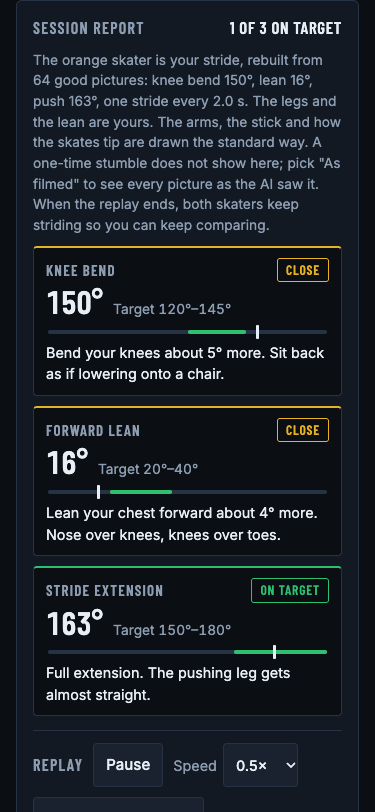 SESSION REPORT 1 OF 3 ON TARGET
The orange skater is your stride, rebuilt from
64 good pictures: knee bend 150°, lean 16°,
push 163°, one stride every 2.0 s. The legs and
the lean are yours. The arms, the stick and how
the skates tip are drawn the standard way. A
one-time stumble does not show here; pick "As
filmed" to see every picture as the AI saw it.
When the replay ends, both skaters keep
striding so you can keep comparing.
KNEE BEND CLOSE
150° Target 120°–145°
Bend your knees about 5° more. Sit back
as if lowering onto a chair.
FORWARD LEAN CLOSE
16° Target 20°–40°
Lean your chest forward about 4° more.
Nose over knees, knees over toes.
STRIDE EXTENSION ON TARGET
163° Target 150°–180°
Full extension. The pushing leg gets
almost straight.
REPLAY Pause Speed 0.5×